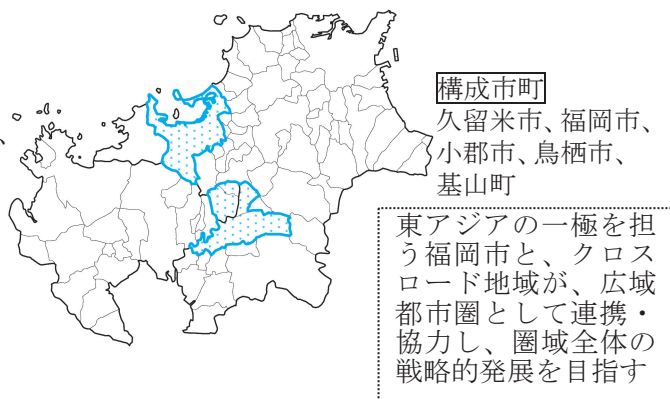 構成市町
久留米市、福岡市、
小郡市、鳥栖市、
基山町
東アジアの一極を担
う福岡市と、クロス
ロード地域が、広域
都市圏として連携・
協力し、圏域全体の
戦略的発展を目指す